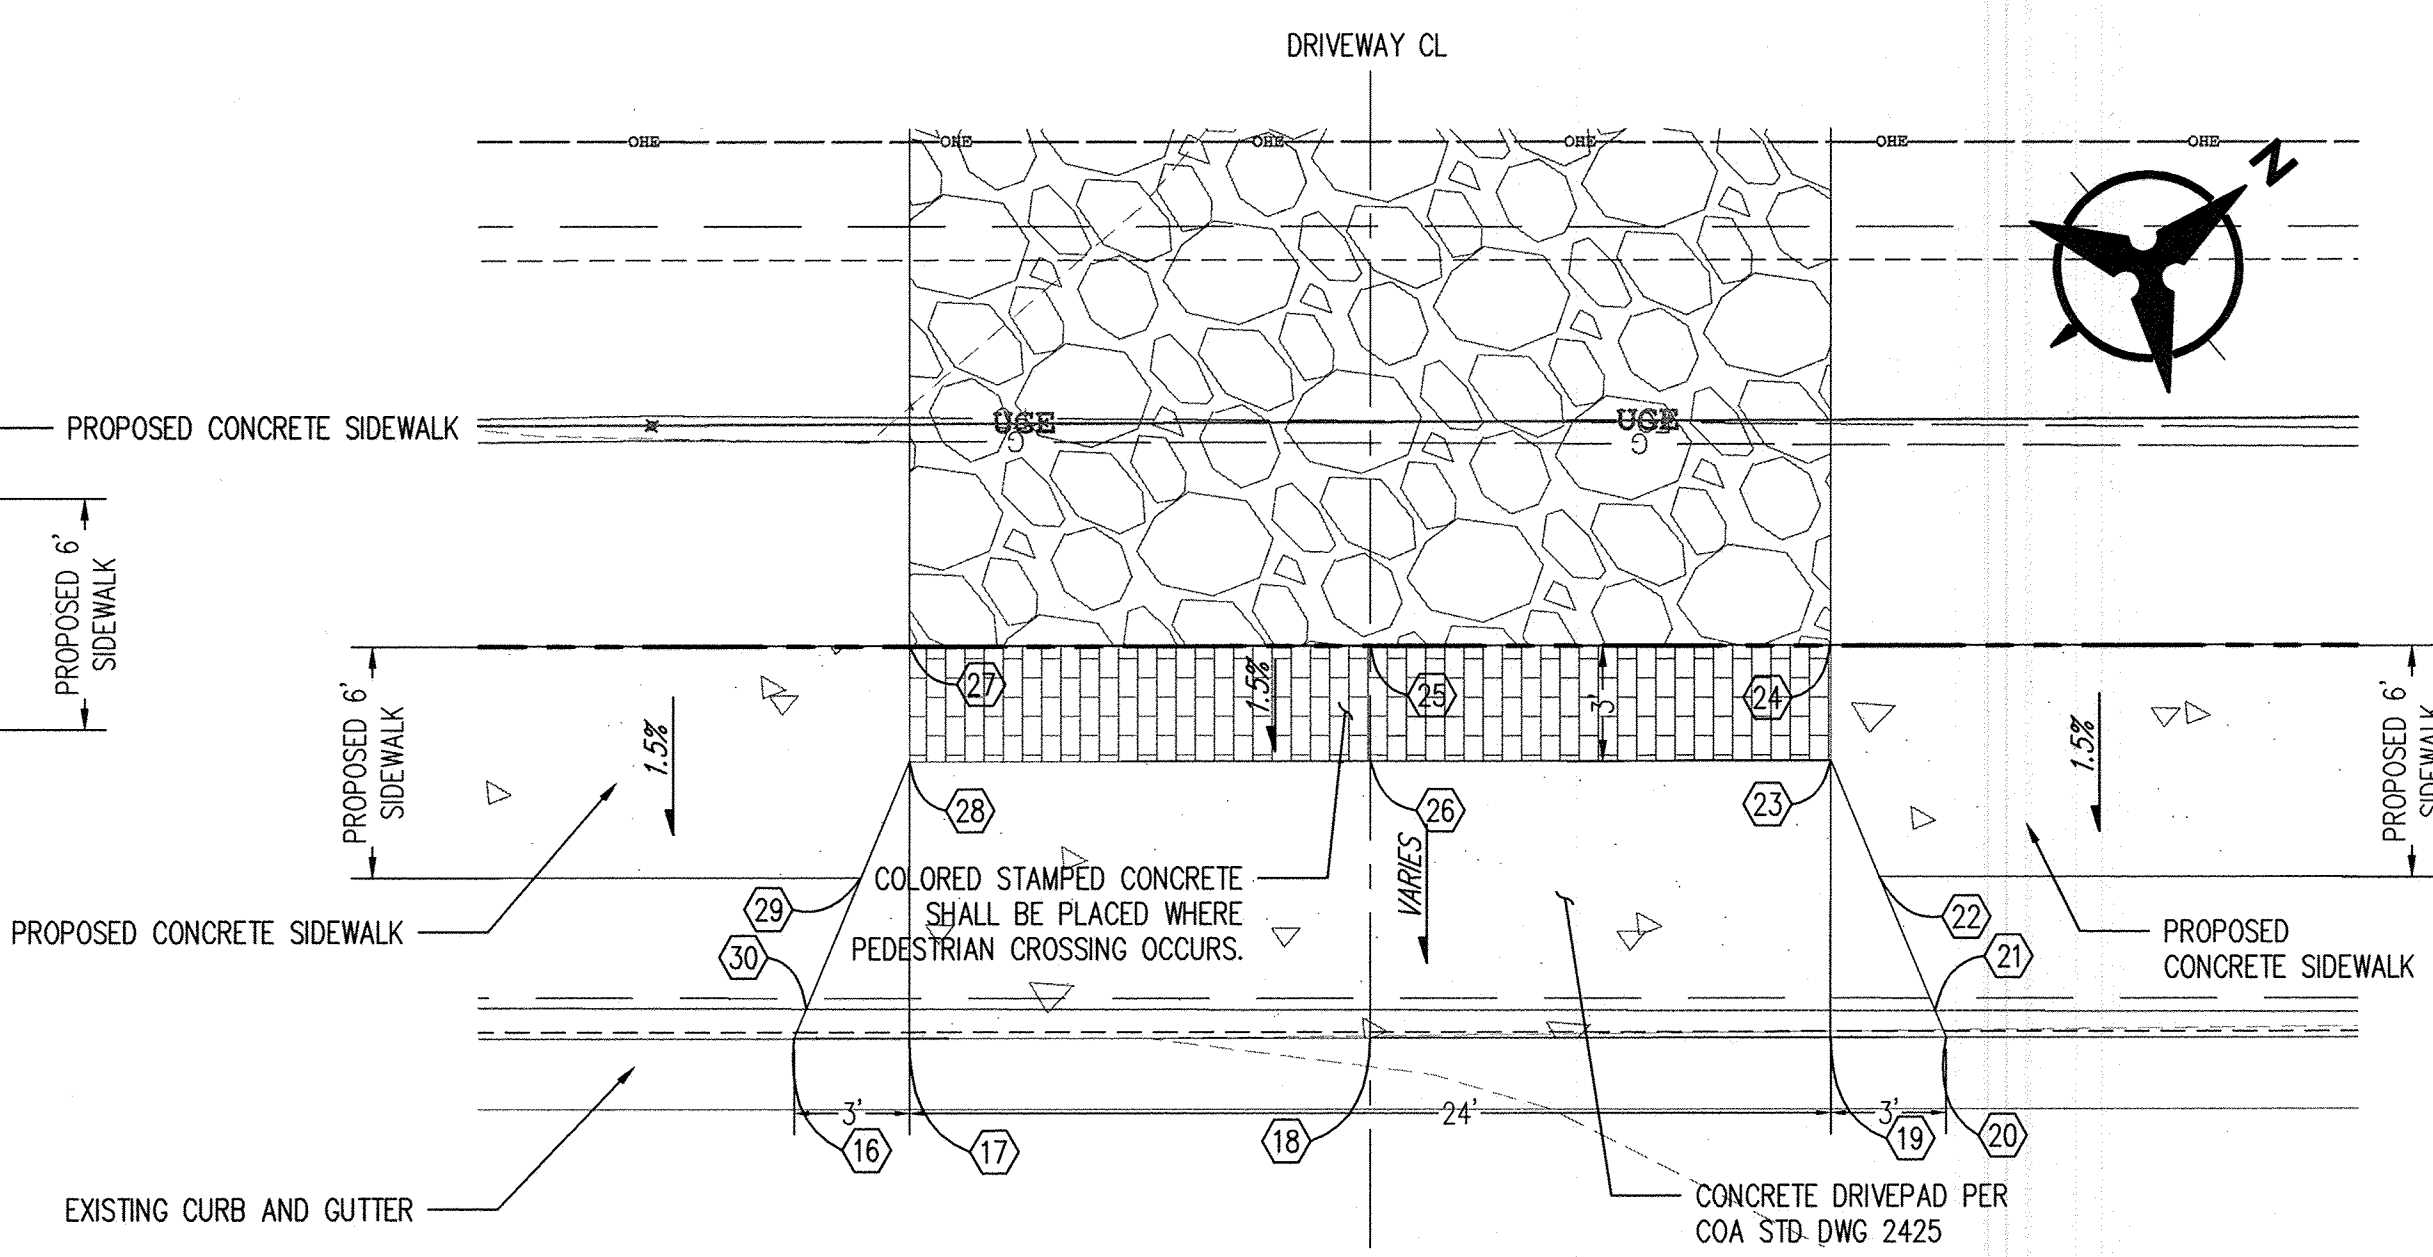 DRIVEWAY CL
OHE OHE OHE OHE OHE OHE
N
PROPOSED CONCRETE SIDEWALK
UGE UGE
G G
PROPOSED 6'
SIDEWALK
PROPOSED 6'
SIDEWALK
1.5%
27
1.5%
25
3'
24
1.5%
PROPOSED 6'
SIDEWALK
28
26
23
VARIES
COLORED STAMPED CONCRETE
SHALL BE PLACED WHERE
PEDESTRIAN CROSSING OCCURS.
29
30
22
21
PROPOSED CONCRETE SIDEWALK
PROPOSED
CONCRETE SIDEWALK
3'
24'
3'
16
17
18
19
20
EXISTING CURB AND GUTTER
CONCRETE DRIVEPAD PER
COA STD DWG 2425